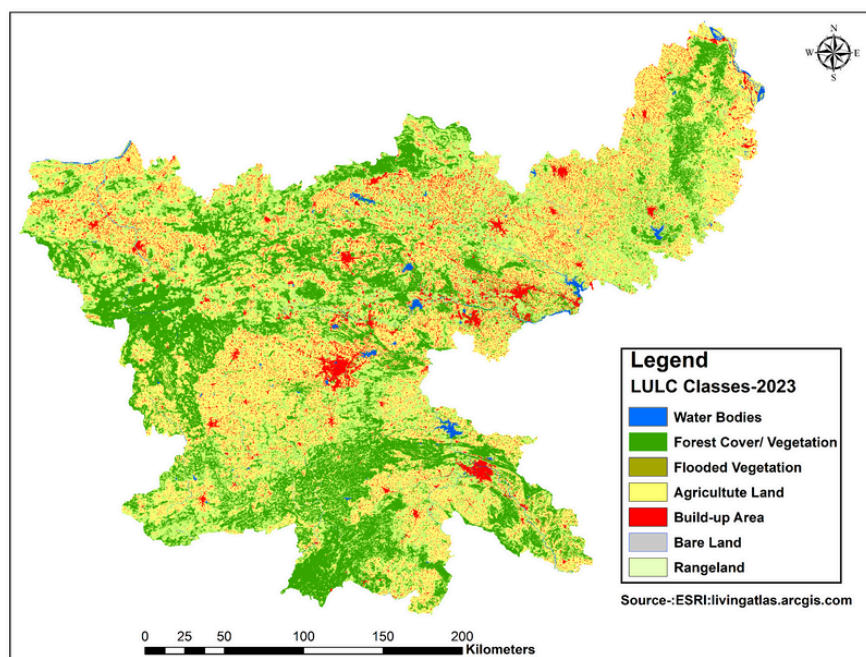 N
W E
S
Legend
LULC Classes-2023
Water Bodies
Forest Cover/ Vegetation
Flooded Vegetation
Agricultute Land
Build-up Area
Bare Land
Rangeland
Source-:ESRI:livingatlas.arcgis.com
0 25 50 100 150 200
Kilometers